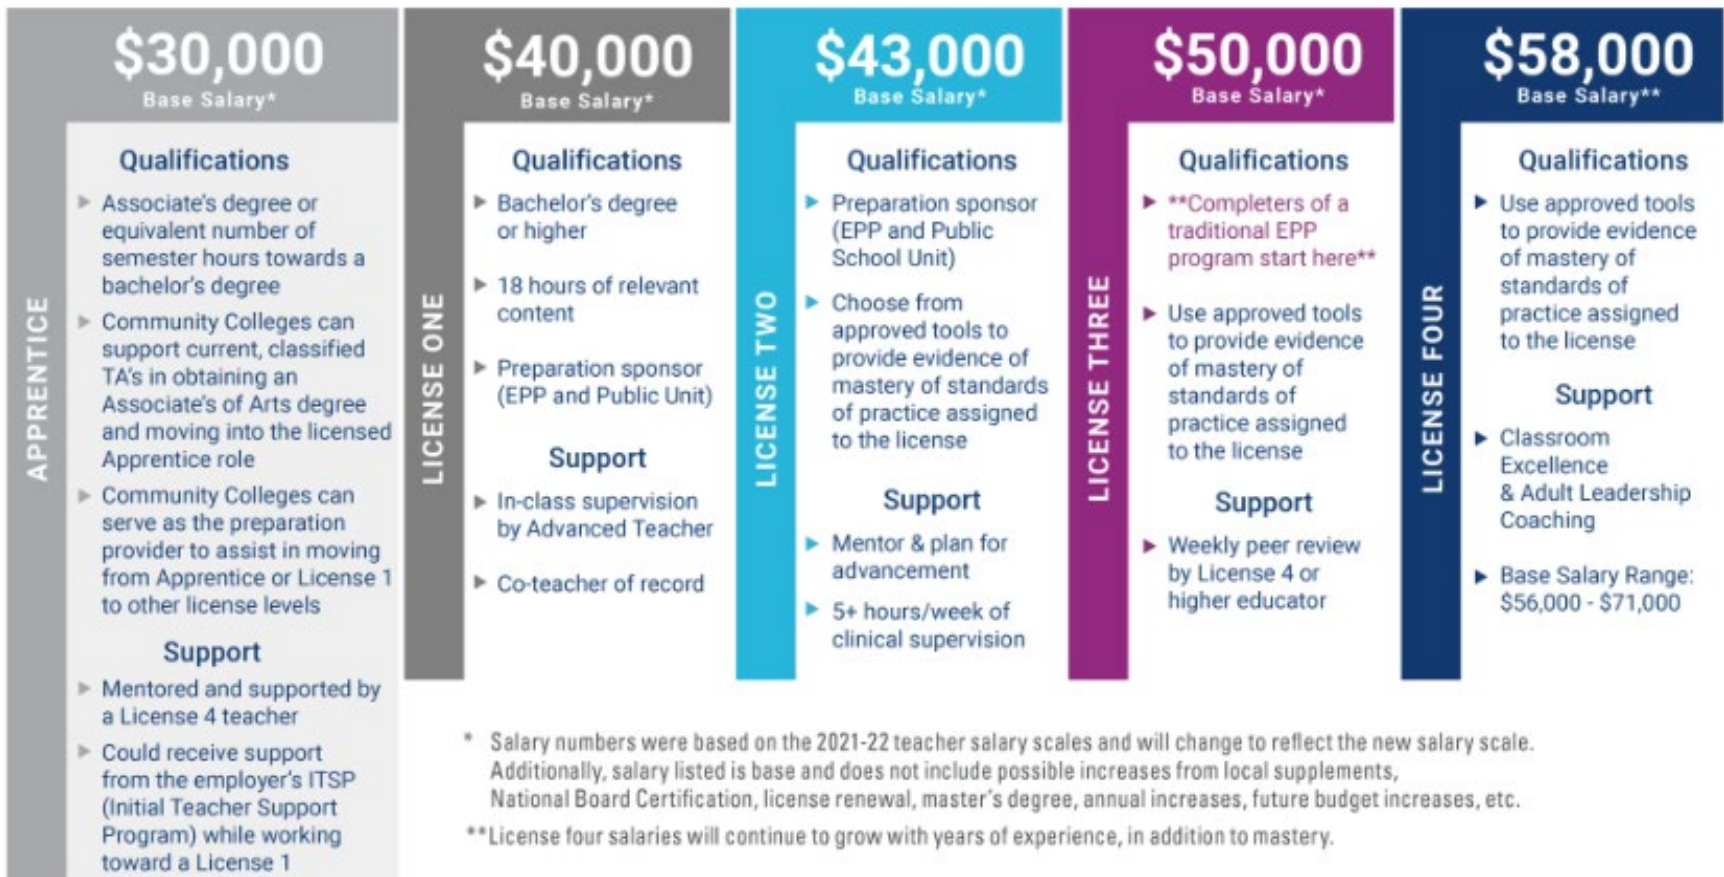 $30,000
Base Salary*
APPRENTICE
Qualifications
Associate's degree or
equivalent number of
semester hours towards a
bachelor's degree
Community Colleges can
support current, classified
TA's in obtaining an
Associate's of Arts degree
and moving into the licensed
Apprentice role
Community Colleges can
serve as the preparation
provider to assist in moving
from Apprentice or License 1
to other license levels
Support
Mentored and supported by
a License 4 teacher
Could receive support
from the employer's ITSP
(Initial Teacher Support
Program) while working
toward a License 1
$40,000
Base Salary*
LICENSE ONE
Qualifications
Bachelor's degree
or higher
18 hours of relevant
content
Preparation sponsor
(EPP and Public Unit)
Support
In-class supervision
by Advanced Teacher
Co-teacher of record
$43,000
Base Salary*
LICENSE TWO
Qualifications
Preparation sponsor
(EPP and Public
School Unit)
Choose from
approved tools to
provide evidence of
mastery of standards
of practice assigned
to the license
Support
Mentor & plan for
advancement
5+ hours/week of
clinical supervision
$50,000
Base Salary*
LICENSE THREE
Qualifications
**Completers of a
traditional EPP
program start here**
Use approved tools
to provide evidence
of mastery of
standards of
practice assigned
to the license
Support
Weekly peer review
by License 4 or
higher educator
$58,000
Base Salary**
LICENSE FOUR
Qualifications
Use approved tools
to provide evidence
of mastery of
standards of
practice assigned
to the license
Support
Classroom
Excellence
& Adult Leadership
Coaching
Base Salary Range:
$56,000 - $71,000
* Salary numbers were based on the 2021-22 teacher salary scales and will change to reflect the new salary scale.
Additionally, salary listed is base and does not include possible increases from local supplements,
National Board Certification, license renewal, master's degree, annual increases, future budget increases, etc.
**License four salaries will continue to grow with years of experience, in addition to mastery.